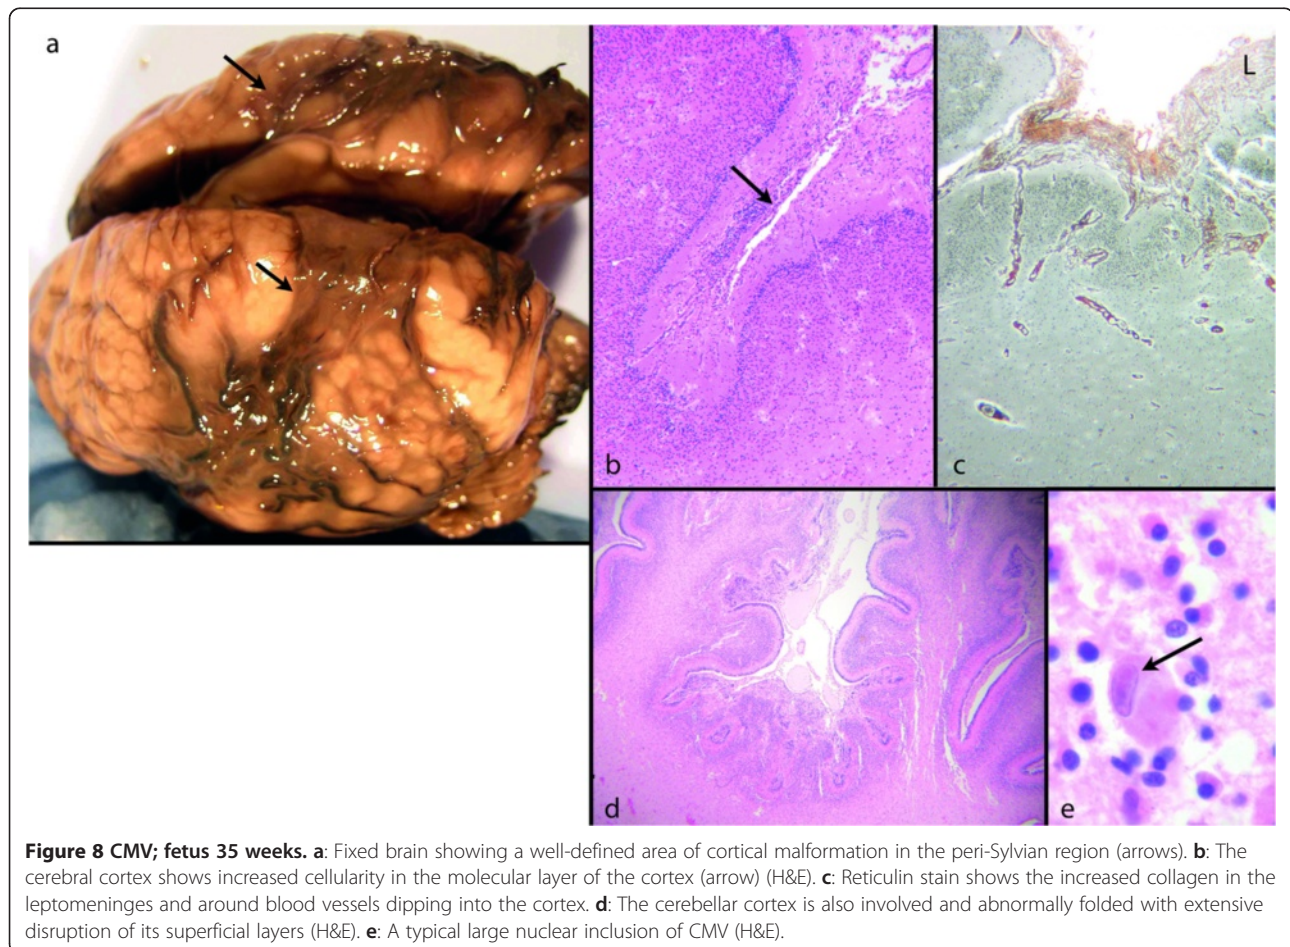 a
b
L
c
d
e
Figure 8 CMV; fetus 35 weeks. a: Fixed brain showing a well-defined area of cortical malformation in the peri-Sylvian region (arrows). b: The
cerebral cortex shows increased cellularity in the molecular layer of the cortex (arrow) (H&E). c: Reticulin stain shows the increased collagen in the
leptomeninges and around blood vessels dipping into the cortex. d: The cerebellar cortex is also involved and abnormally folded with extensive
disruption of its superficial layers (H&E). e: A typical large nuclear inclusion of CMV (H&E).